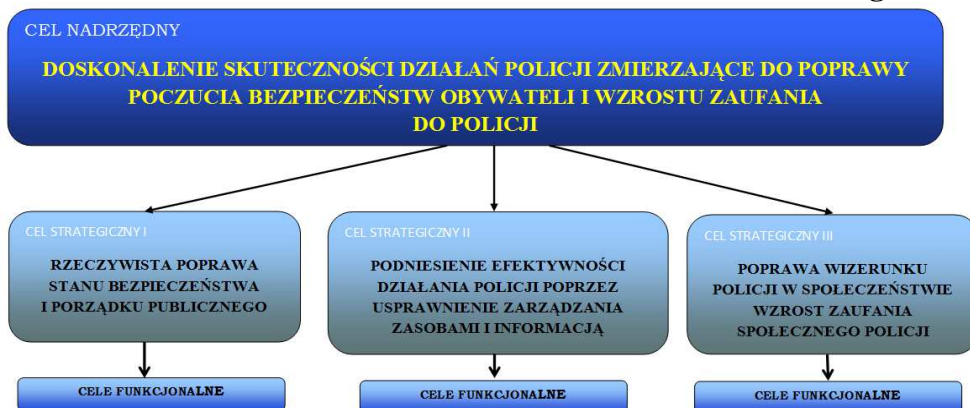 CEL NADRZĘDNY
DOSKONALENIE SKUTECZNOŚCI DZIAŁAŃ POLICJI ZMIERZAJĄCE DO POPRAWY
POCZUCIA BEZPIECZEŃSTW OBYWATELI I WZROSTU ZAUFANIA
DO POLICJI
CEL STRATEGICZNY I
RZECZYWISTA POPRAWA
STANU BEZPIECZEŃSTWA
I PORZĄDKU PUBLICZNEGO
CEL STRATEGICZNY II
PODNIESIENIE EFEKTYWNOŚCI
DZIAŁANIA POLICJI POPRZEZ
USPRAWNIENIE ZARZĄDZANIA
ZASOBAMI I INFORMACJĄ
CEL STRATEGICZNY III
POPRAWA WIZERUNKU
POLICJI W SPOŁECZEŃSTWIE
WZROST ZAUFANIA
SPOŁECZNEGO POLICJI
CELE FUNKCJONALNE
CELE FUNKCJONALNE
CELE FUNKCJONALNE